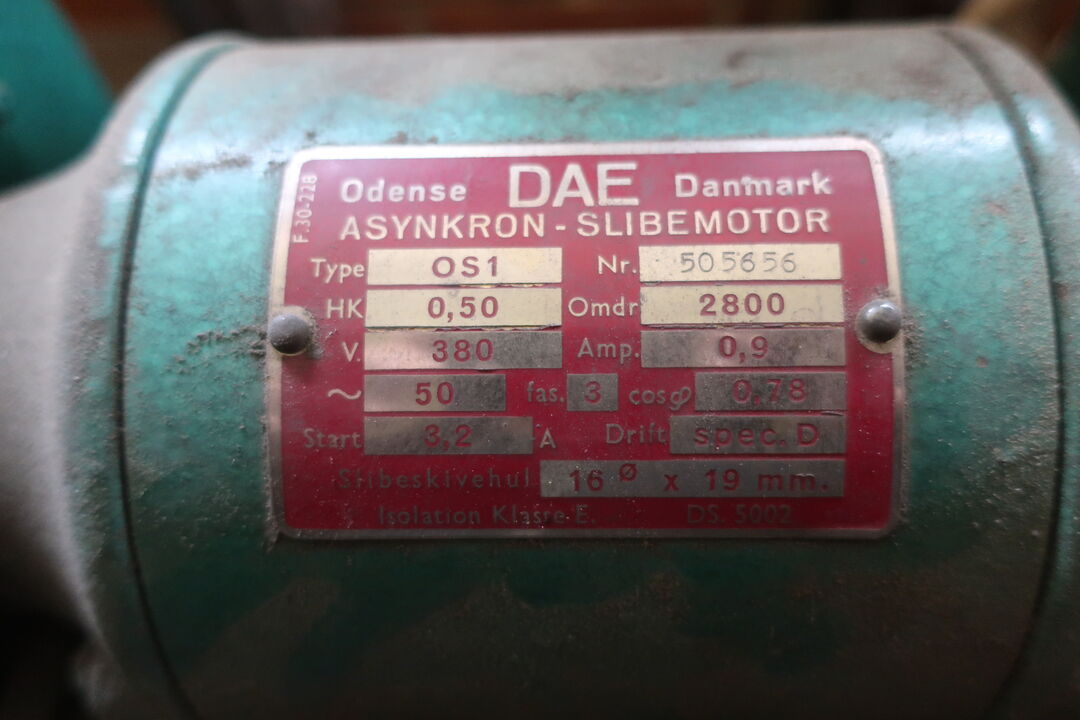 F.30-228
Odense DAE Danmark
ASYNKRON - SLIBEMOTOR
Type OS1 Nr. 505656
HK 0,50 Omdr 2800
V. 380 Amp. 0,9
~ 50 fas. 3 cosφ 0,78
Start 3,2 A Drift spec. D
Slibeskivehul 16 Ø x 19 mm.
Isolation Klasse E. DS. 5002